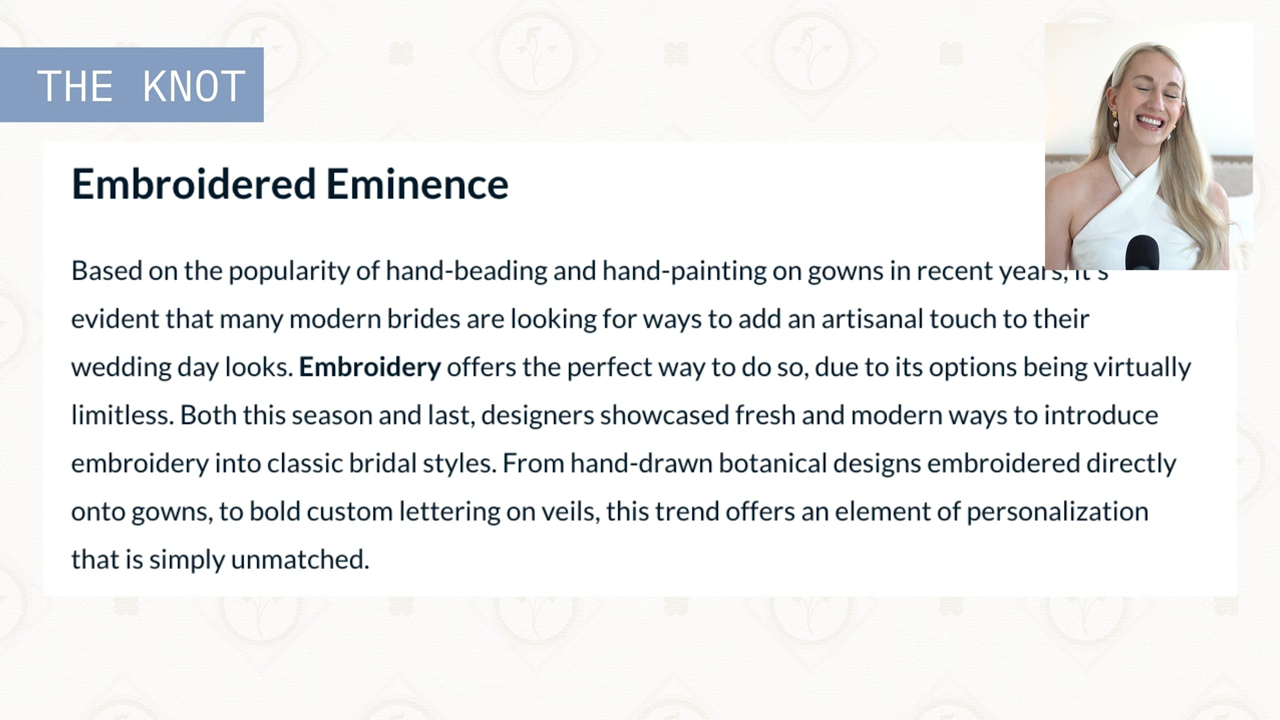 THE KNOT
Embroidered Eminence
Based on the popularity of hand-beading and hand-painting on gowns in recent years, it's
evident that many modern brides are looking for ways to add an artisanal touch to their
wedding day looks. Embroidery offers the perfect way to do so, due to its options being virtually
limitless. Both this season and last, designers showcased fresh and modern ways to introduce
embroidery into classic bridal styles. From hand-drawn botanical designs embroidered directly
onto gowns, to bold custom lettering on veils, this trend offers an element of personalization
that is simply unmatched.